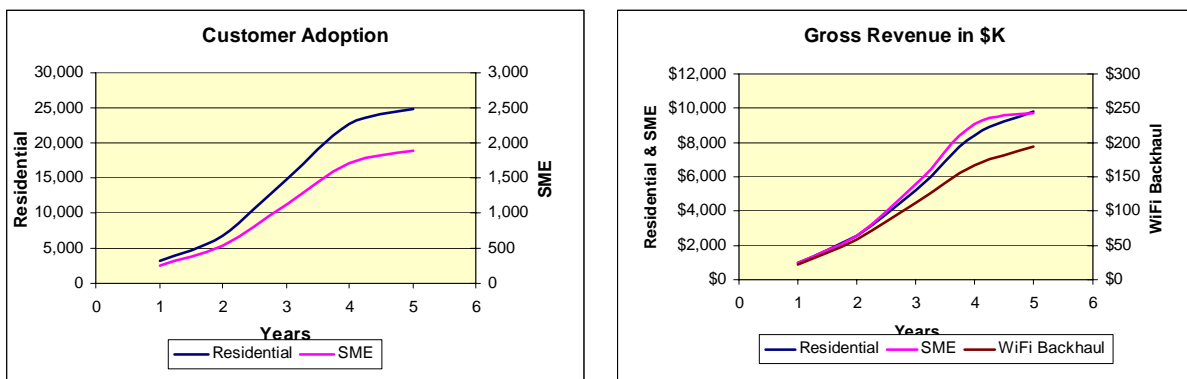 Customer Adoption
30,000
25,000
20,000
15,000
10,000
5,000
0
Residential
3,000
2,500
2,000
1,500
1,000
500
0
SME
0 1 2 3 4 5 6
Years
Residential SME
Gross Revenue in $K
$12,000
$10,000
$8,000
$6,000
$4,000
$2,000
$0
Residential & SME
$300
$250
$200
$150
$100
$50
$0
WiFi Backhaul
0 1 2 3 4 5 6
Years
Residential SME WiFi Backhaul